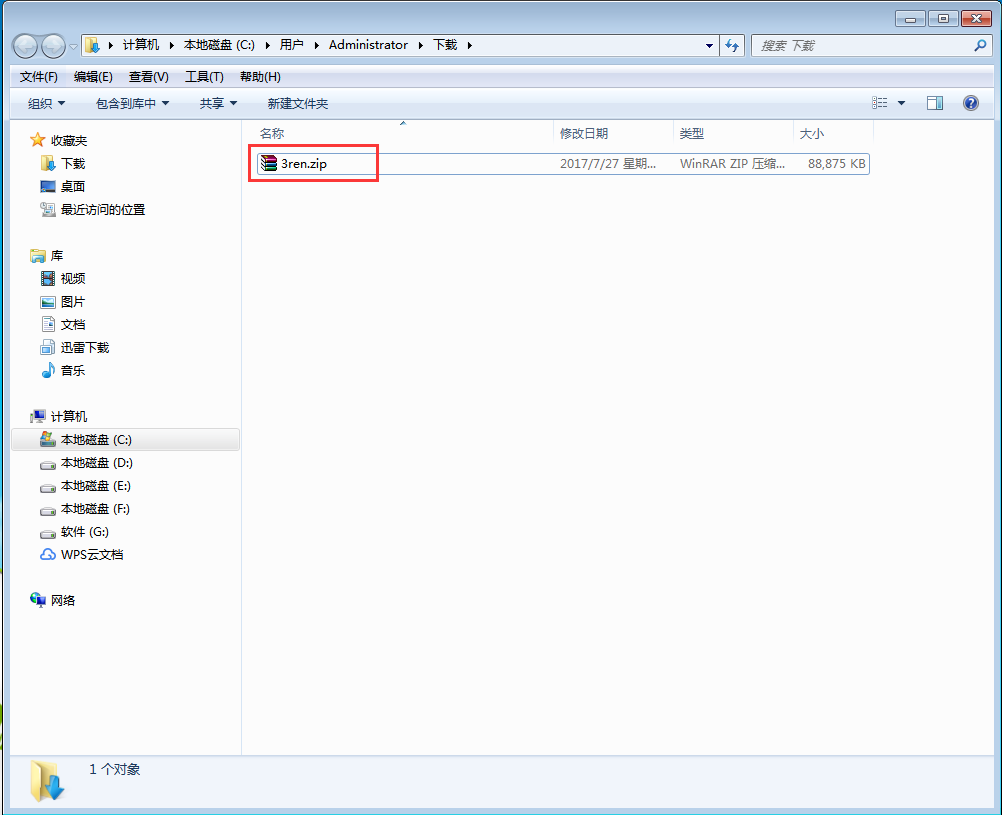 计算机 本地磁盘 (C:) 用户 Administrator 下载
搜索 下载
文件(F) 编辑(E) 查看(V) 工具(T) 帮助(H)
组织 包含到库中 共享 新建文件夹
名称 修改日期 类型 大小
3ren.zip 2017/7/27 星期... WinRAR ZIP 压缩... 88,875 KB
收藏夹
下载
桌面
最近访问的位置
库
视频
图片
文档
迅雷下载
音乐
计算机
本地磁盘 (C:)
本地磁盘 (D:)
本地磁盘 (E:)
本地磁盘 (F:)
软件 (G:)
WPS云文档
网络
1 个对象